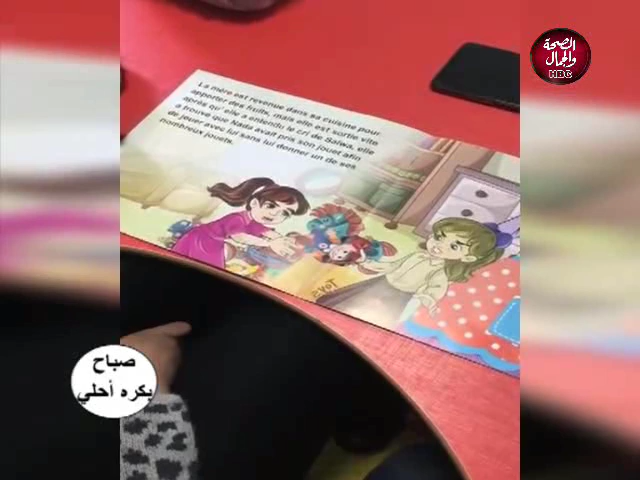 الصحة
والجمال
HBC
La mère est revenue dans sa cuisine pour
apporter des fruits, mais elle est sortie vite
après qu' elle a entendu le cri de Salwa, elle
a trouvé que Nada avait pris son jouet afin
de jouer avec lui sans lui donner un de ses
nombreux jouets.
TOYS
صباح
بكره أحلي